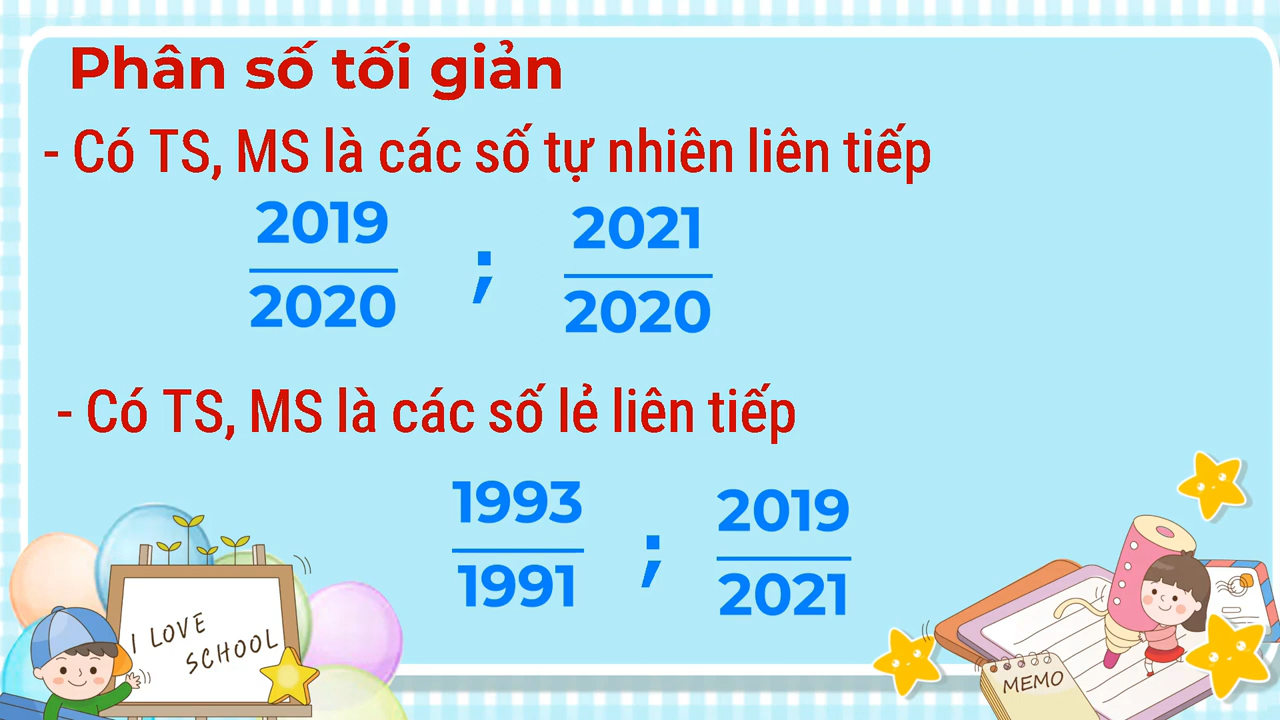 Phân số tối giản
- Có TS, MS là các số tự nhiên liên tiếp
2019 ; 2021
2020 2020
- Có TS, MS là các số lẻ liên tiếp
1993 ; 2019
1991 2021
I LOVE
SCHOOL
MEMO